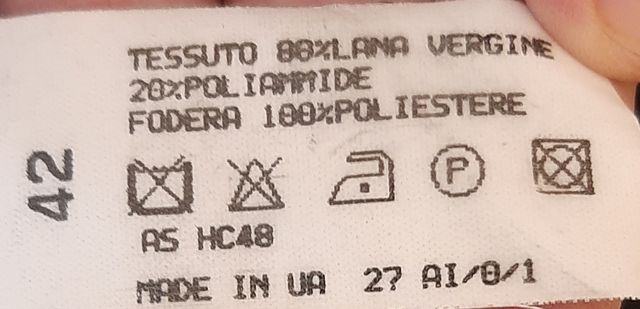 TESSUTO 80%LANA VERGINE
20%POLIAMMIDE
FODERA 100%POLIESTERE
42
P
AS HC48
MADE IN UA 27 AI/0/1